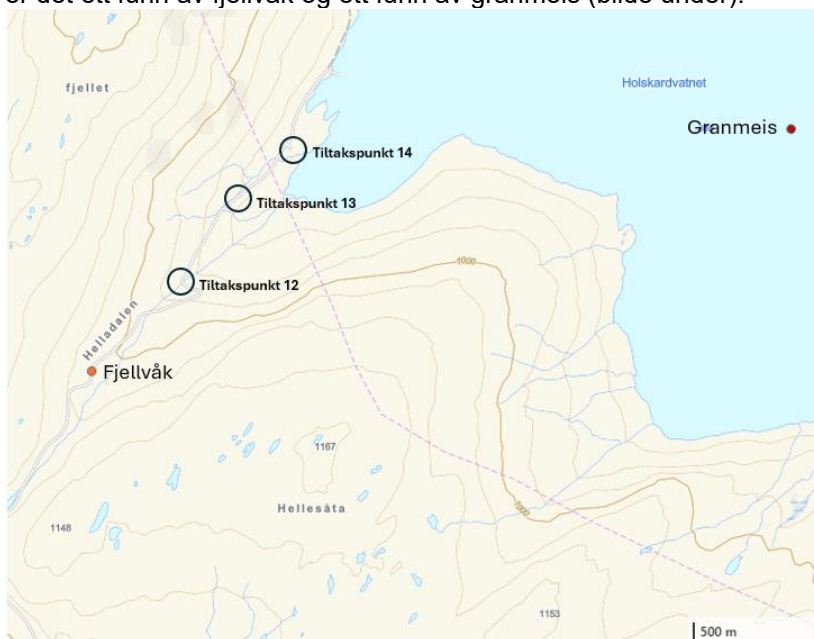 er det ett funn av fjellvåk og ett funn av granmeis (bilde under).
fjellet
Holskardvatnet
Granmeis
Tiltakspunkt 14
Tiltakspunkt 13
1000
Tiltakspunkt 12
Helladalen
Fjellvåk
1167
Hellesåta
1000
1148
1153
500 m